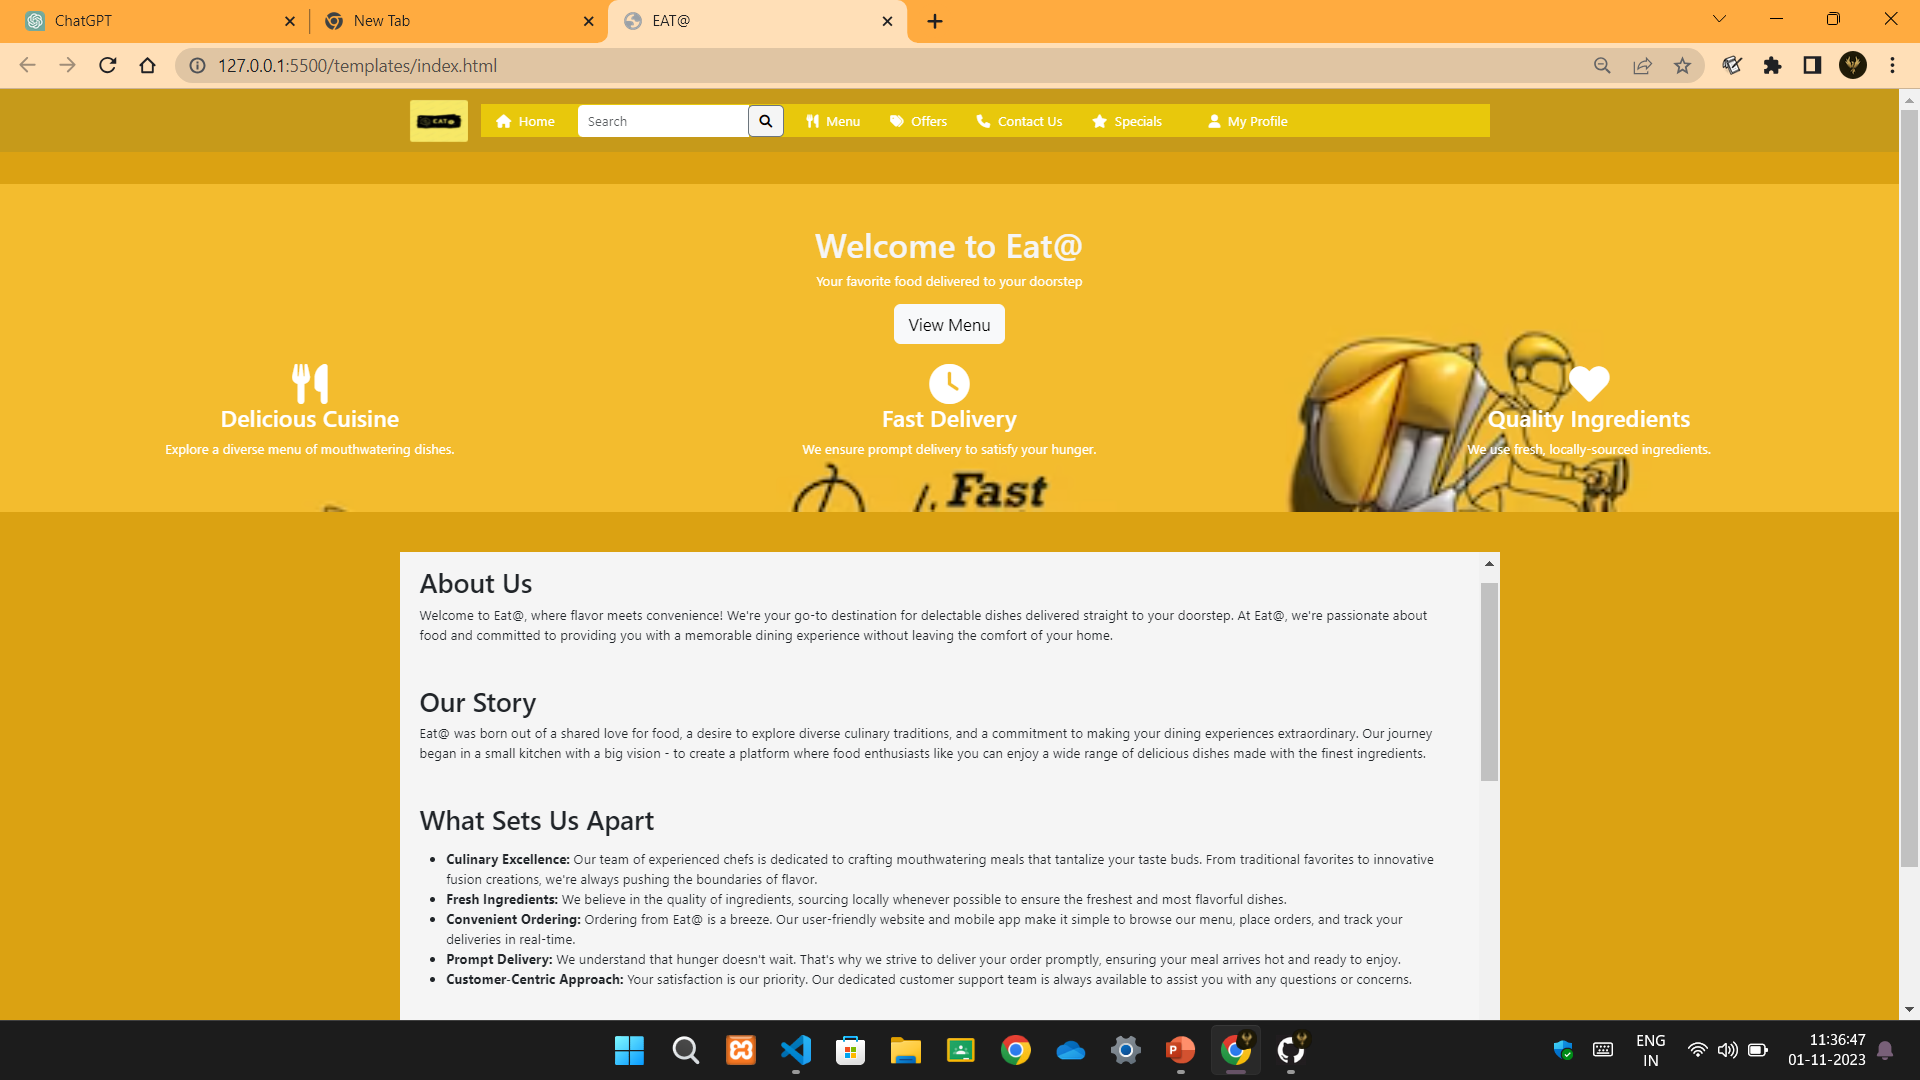 ChatGPT
New Tab
EAT@
127.0.0.1:5500/templates/index.html
EAT@
Home
Search
Menu
Offers
Contact Us
Specials
My Profile
Welcome to Eat@
Your favorite food delivered to your doorstep
View Menu
Delicious Cuisine
Explore a diverse menu of mouthwatering dishes.
Fast Delivery
We ensure prompt delivery to satisfy your hunger.
Quality Ingredients
We use fresh, locally-sourced ingredients.
Fast
About Us
Welcome to Eat@, where flavor meets convenience! We're your go-to destination for delectable dishes delivered straight to your doorstep. At Eat@, we're passionate about
food and committed to providing you with a memorable dining experience without leaving the comfort of your home.
Our Story
Eat@ was born out of a shared love for food, a desire to explore diverse culinary traditions, and a commitment to making your dining experiences extraordinary. Our journey
began in a small kitchen with a big vision - to create a platform where food enthusiasts like you can enjoy a wide range of delicious dishes made with the finest ingredients.
What Sets Us Apart
• Culinary Excellence: Our team of experienced chefs is dedicated to crafting mouthwatering meals that tantalize your taste buds. From traditional favorites to innovative
fusion creations, we're always pushing the boundaries of flavor.
• Fresh Ingredients: We believe in the quality of ingredients, sourcing locally whenever possible to ensure the freshest and most flavorful dishes.
• Convenient Ordering: Ordering from Eat@ is a breeze. Our user-friendly website and mobile app make it simple to browse our menu, place orders, and track your
deliveries in real-time.
• Prompt Delivery: We understand that hunger doesn't wait. That's why we strive to deliver your order promptly, ensuring your meal arrives hot and ready to enjoy.
• Customer-Centric Approach: Your satisfaction is our priority. Our dedicated customer support team is always available to assist you with any questions or concerns.
ENG
IN
11:36:47
01-11-2023